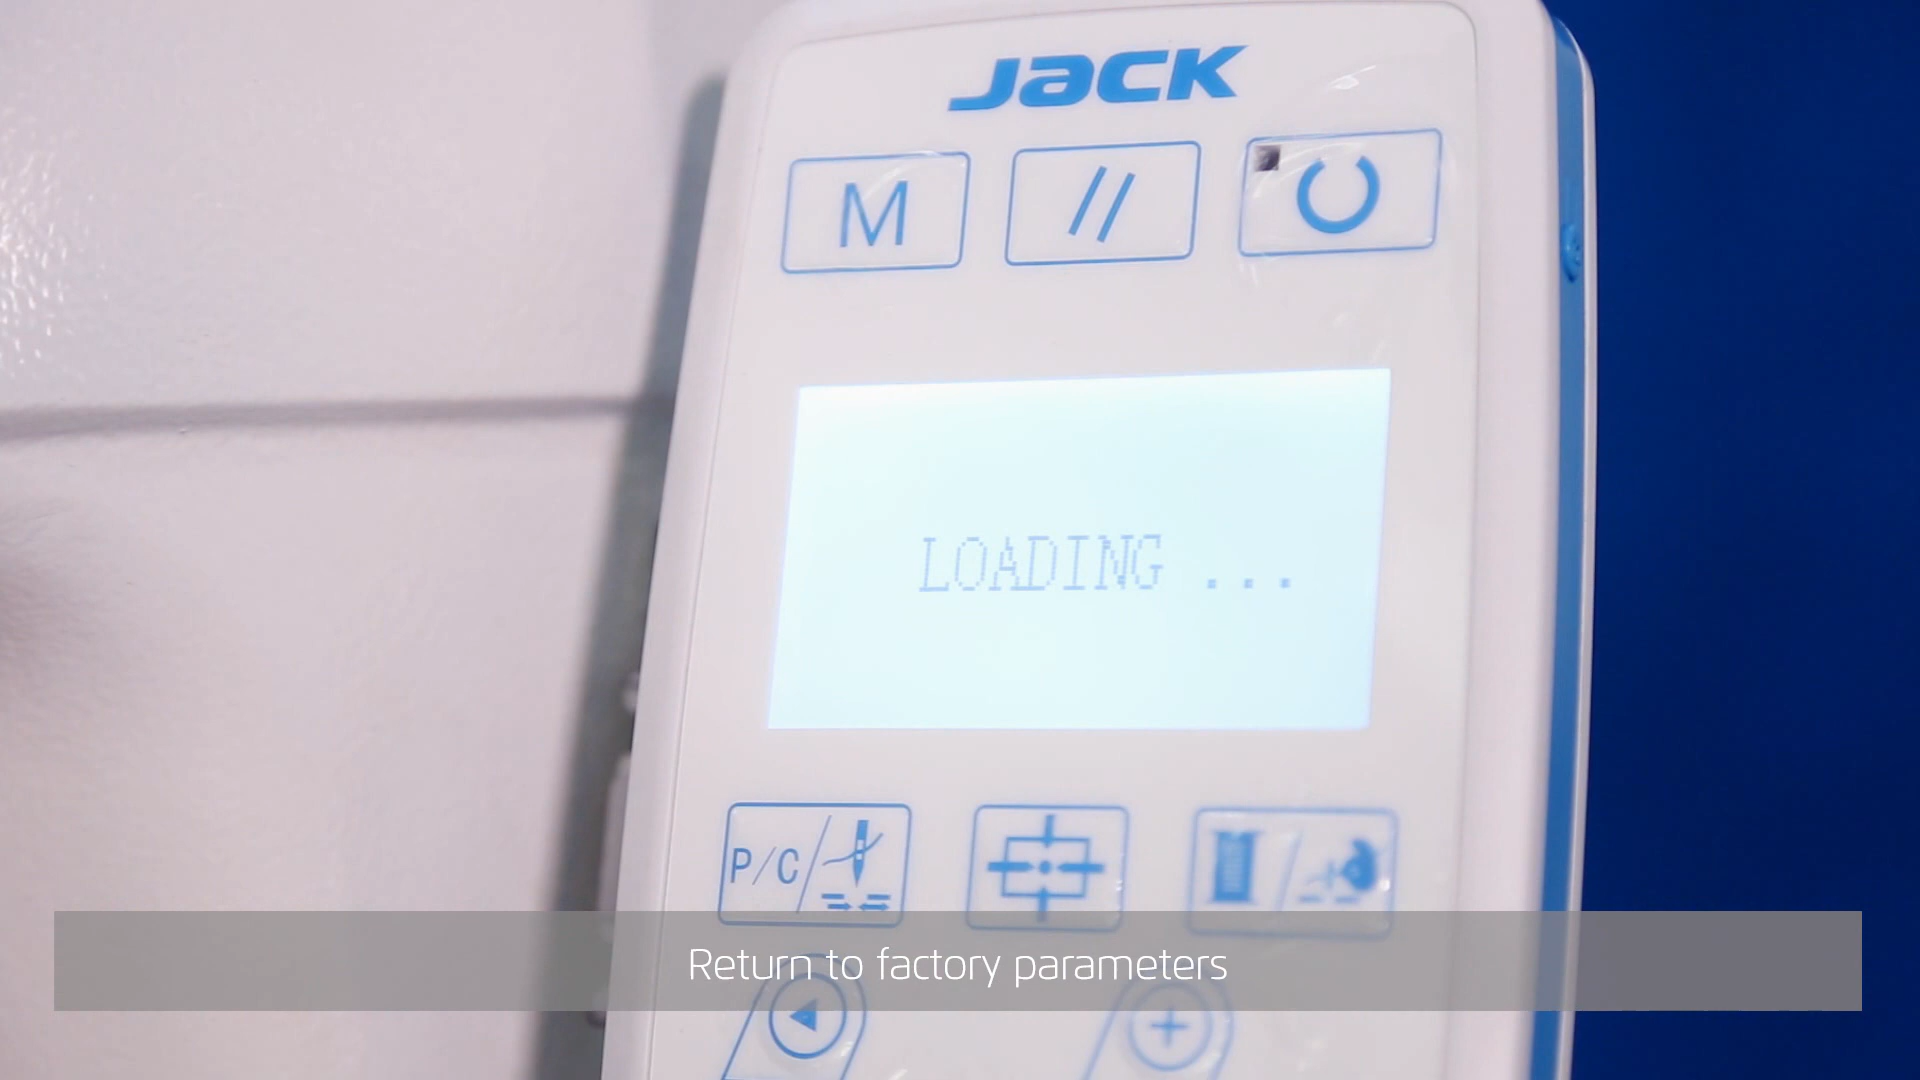 JACK
M
//
LOADING ...
P/C/
Return to factory parameters